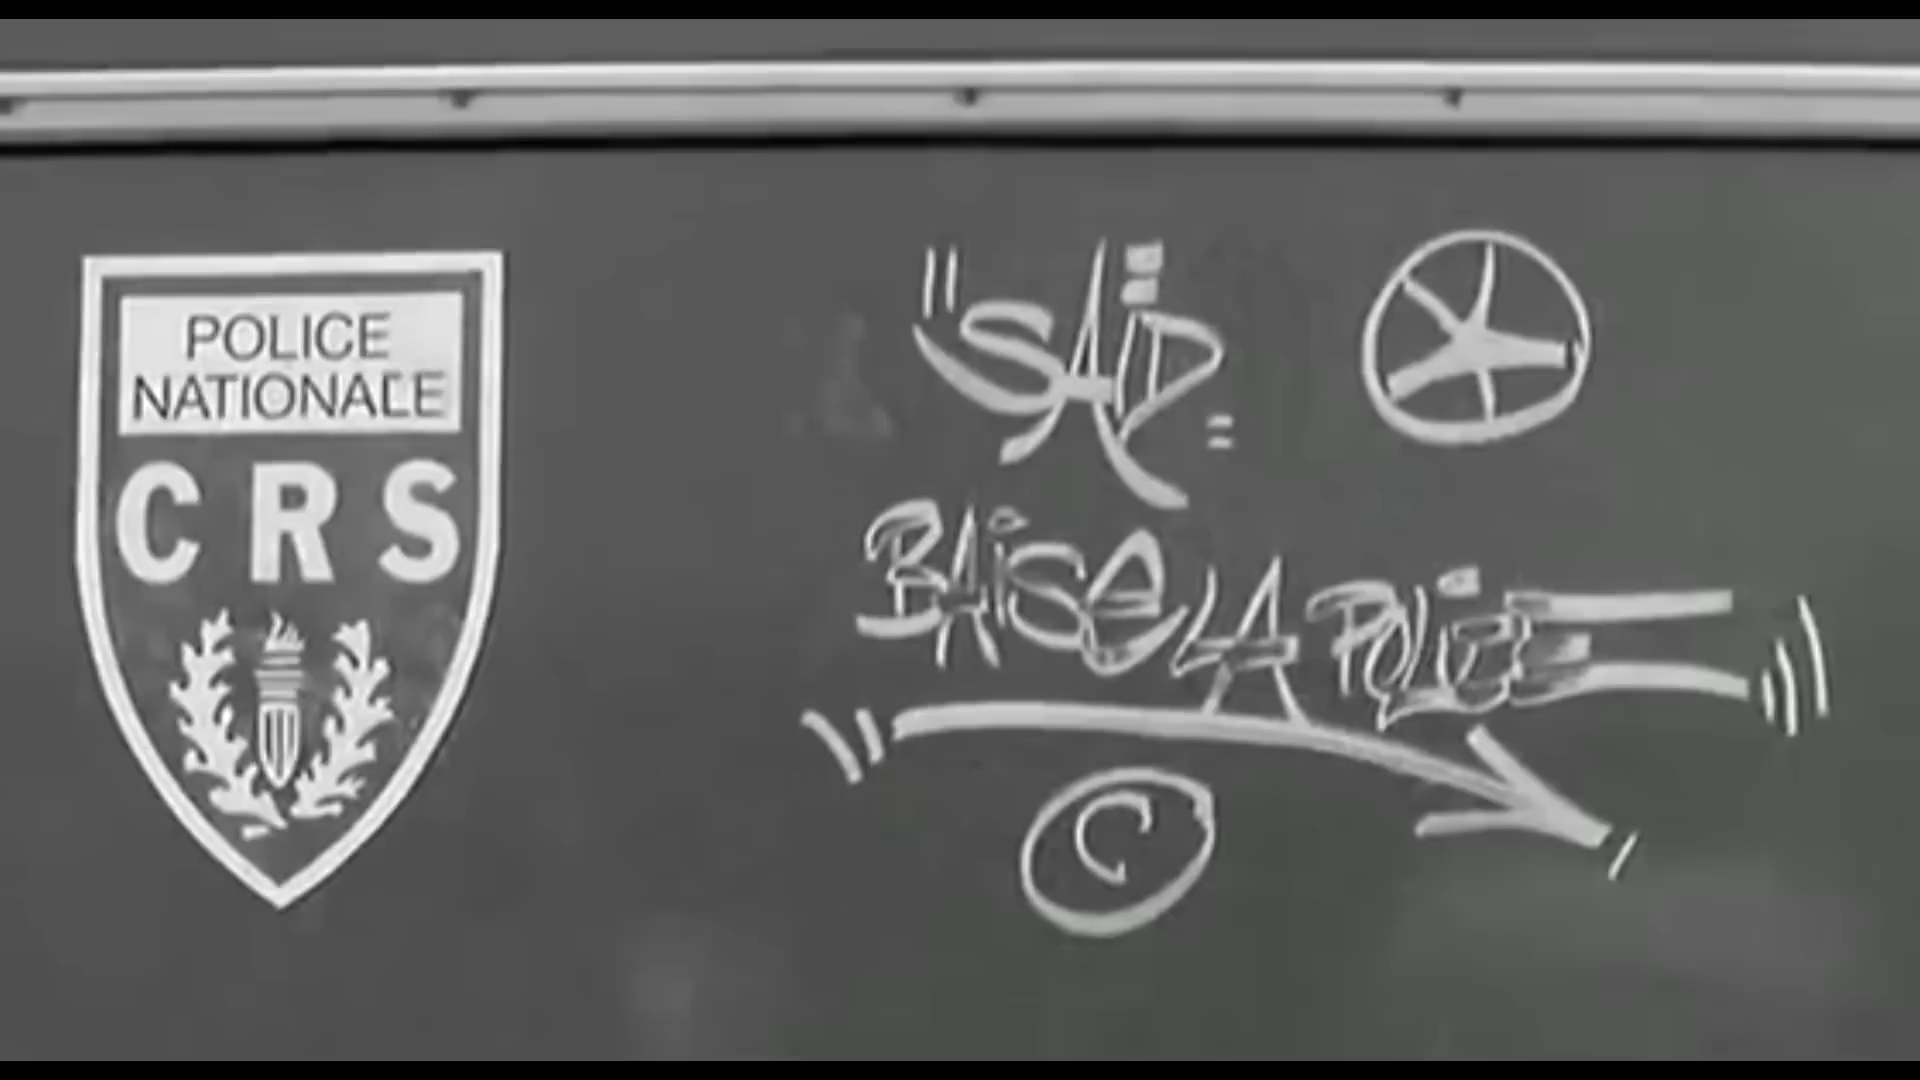 POLICE
NATIONALE
CRS
"SAÏD
BAISE LA POLICE
C